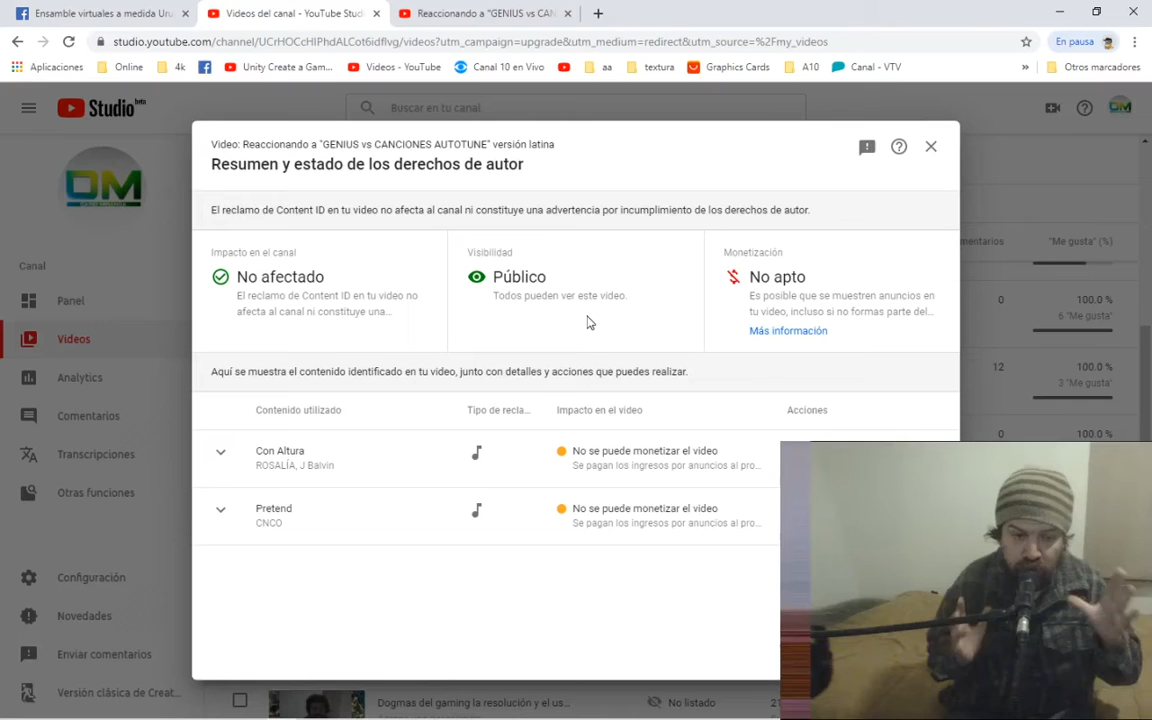 Ensamble virtuales a medida Uru
Videos del canal - YouTube Stud
Reaccionando a "GENIUS vs CAN
studio.youtube.com/channel/UCrHOCcHIPhdALCot6idfIvg/videos?utm_campaign=upgrade&utm_medium=redirect&utm_source=%2Fmy_videos
En pausa
Aplicaciones
Online
4k
Unity Create a Gam...
Videos - YouTube
Canal 10 en Vivo
aa
textura
Graphics Cards
A10
Canal - VTV
»
Otros marcadores
Studio beta
Buscar en tu canal
DM
Video: Reaccionando a "GENIUS vs CANCIONES AUTOTUNE" versión latina
Resumen y estado de los derechos de autor
El reclamo de Content ID en tu video no afecta al canal ni constituye una advertencia por incumplimiento de los derechos de autor.
Impacto en el canal
No afectado
El reclamo de Content ID en tu video no
afecta al canal ni constituye una...
Visibilidad
Público
Todos pueden ver este video.
Monetización
No apto
Es posible que se muestren anuncios en
tu video, incluso si no formas parte del...
Más información
Aquí se muestra el contenido identificado en tu video, junto con detalles y acciones que puedes realizar.
Contenido utilizado
Tipo de recla...
Impacto en el video
Acciones
Con Altura
ROSALÍA, J Balvin
No se puede monetizar el video
Se pagan los ingresos por anuncios al pro...
Pretend
CNCO
No se puede monetizar el video
Se pagan los ingresos por anuncios al pro...
Canal
Panel
Videos
Analytics
Comentarios
Transcripciones
Otras funciones
Configuración
Novedades
Enviar comentarios
Versión clásica de Creat...
mentarios
"Me gusta" (%)
0
100.0 %
6 "Me gusta"
12
100.0 %
3 "Me gusta"
0
100.0 %
Dogmas del gaming la resolución y el us...
No listado